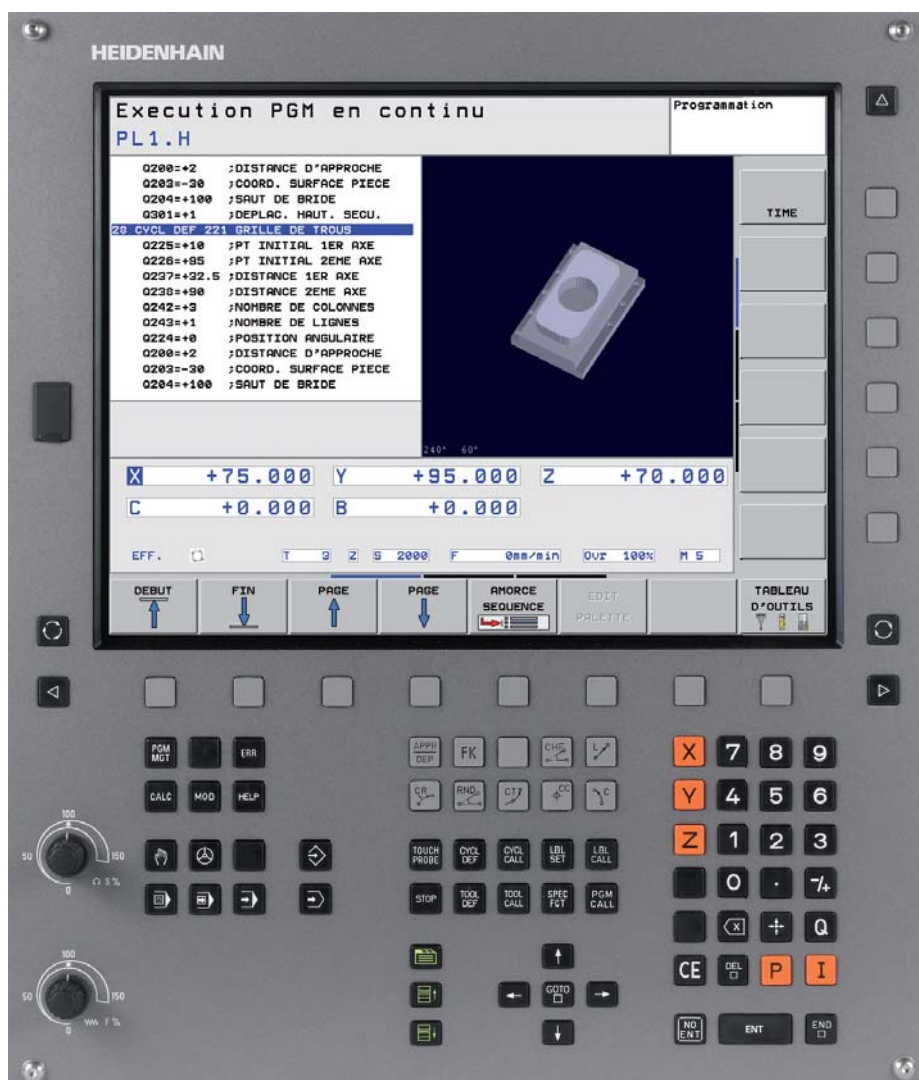 HEIDENHAIN
Execution PGM en continu
Programmation
PL1.H
Q200=+2 ;DISTANCE D'APPROCHE
Q203=-30 ;COORD. SURFACE PIECE
Q204=+100 ;SAUT DE BRIDE
Q301=+1 ;DEPLAC. HAUT. SECU.
28 CYCL DEF 221 GRILLE DE TROUS
Q225=+10 ;PT INITIAL 1ER AXE
Q226=+95 ;PT INITIAL 2EME AXE
Q237=+32.5 ;DISTANCE 1ER AXE
Q238=+90 ;DISTANCE 2EME AXE
Q242=+3 ;NOMBRE DE COLONNES
Q243=+1 ;NOMBRE DE LIGNES
Q224=+0 ;POSITION ANGULAIRE
Q200=+2 ;DISTANCE D'APPROCHE
Q203=-30 ;COORD. SURFACE PIECE
Q204=+100 ;SAUT DE BRIDE
TIME
240° 60°
X +75.000 Y +95.000 Z +70.000
C +0.000 B +0.000
EFF. T 3 Z S 2000 F 0mm/min Ovr 100% M 5
DEBUT FIN PAGE PAGE AMORCE SEQUENCE EDIT PALETTE TABLEAU D'OUTILS
PGM MGT ERR APPR DEP FK CHF L X 7 8 9
CALC MOD HELP CR RND CT CC C Y 4 5 6
100
50 150
0 S %
TOUCH PROBE CYCL DEF CYCL CALL LBL SET LBL CALL Z 1 2 3
STOP TOOL DEF TOOL CALL SPEC FCT PGM CALL 0 . -/+
X Q
CE DEL P I
100
50 150
0 F %
GOTO
NO ENT ENT END